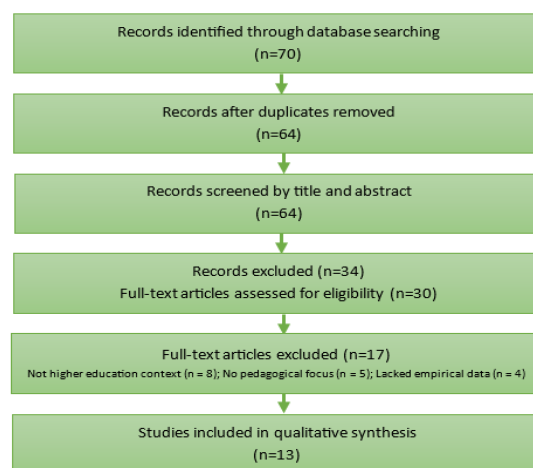 Records identified through database searching
(n=70)
Records after duplicates removed
(n=64)
Records screened by title and abstract
(n=64)
Records excluded (n=34)
Full-text articles assessed for eligibility (n=30)
Full-text articles excluded (n=17)
Not higher education context (n = 8); No pedagogical focus (n = 5); Lacked empirical data (n = 4)
Studies included in qualitative synthesis
(n=13)